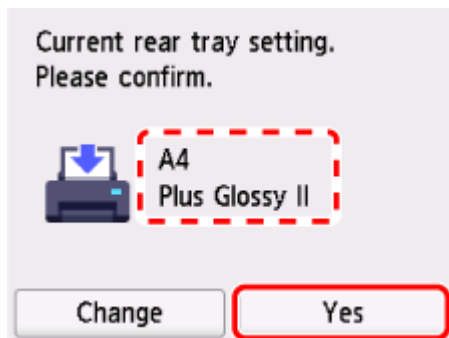 Current rear tray setting.
Please confirm.
A4
Plus Glossy II
Change
Yes